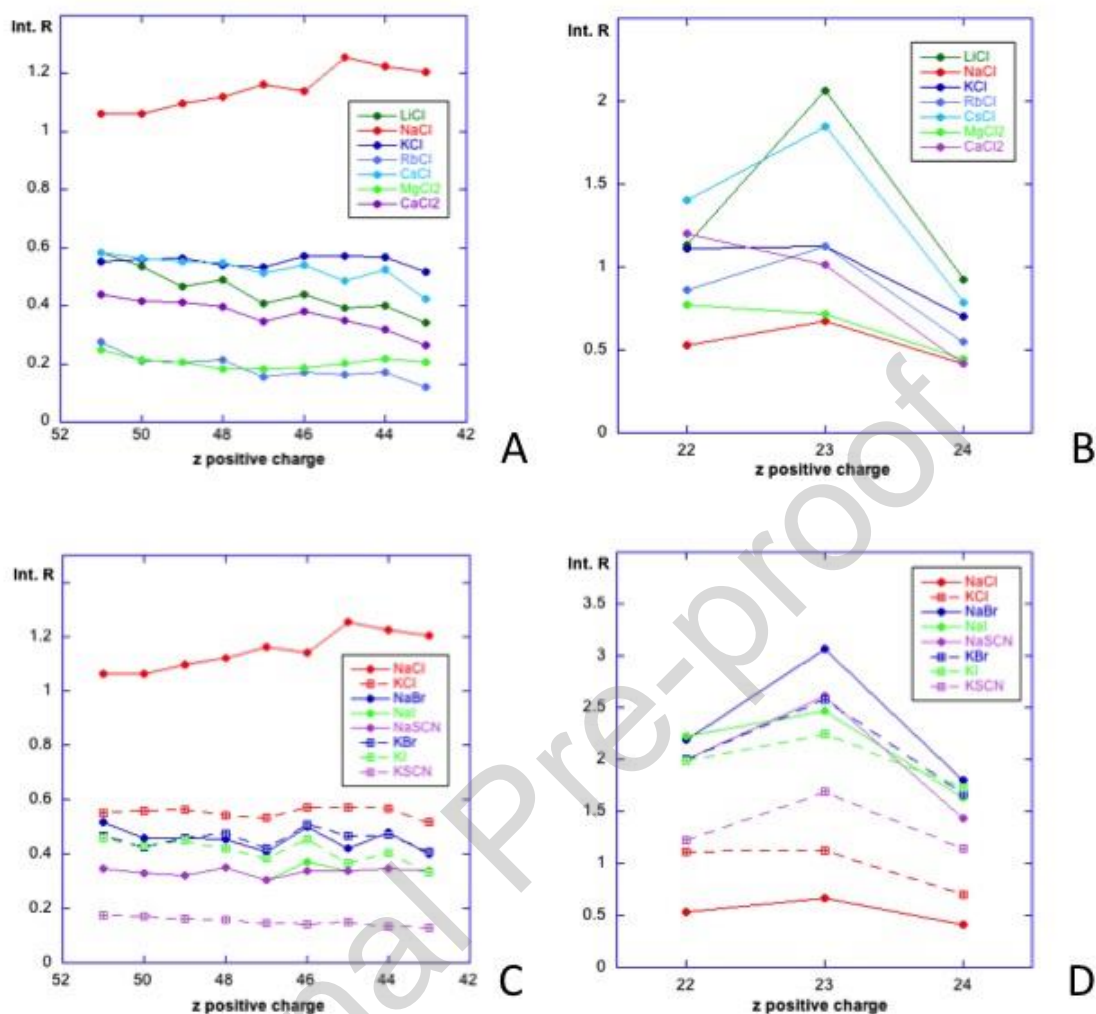 Int. R
1.2
1
0.8
0.6
0.4
0.2
0
52
50
48
46
44
42
z positive charge
LiCl
NaCl
KCl
RbCl
CsCl
MgCl2
CaCl2
A
Int. R
2
1.5
1
0.5
0
22
23
24
z positive charge
LiCl
NaCl
KCl
RbCl
CsCl
MgCl2
CaCl2
B
Int. R
1.2
1
0.8
0.6
0.4
0.2
0
52
50
48
46
44
42
z positive charge
NaCl
KCl
NaBr
NaI
NaSCN
KBr
KI
KSCN
C
Int. R
3.5
3
2.5
2
1.5
1
0.5
0
22
23
24
z positive charge
NaCl
KCl
NaBr
NaI
NaSCN
KBr
KI
KSCN
D
nal Pre-proof